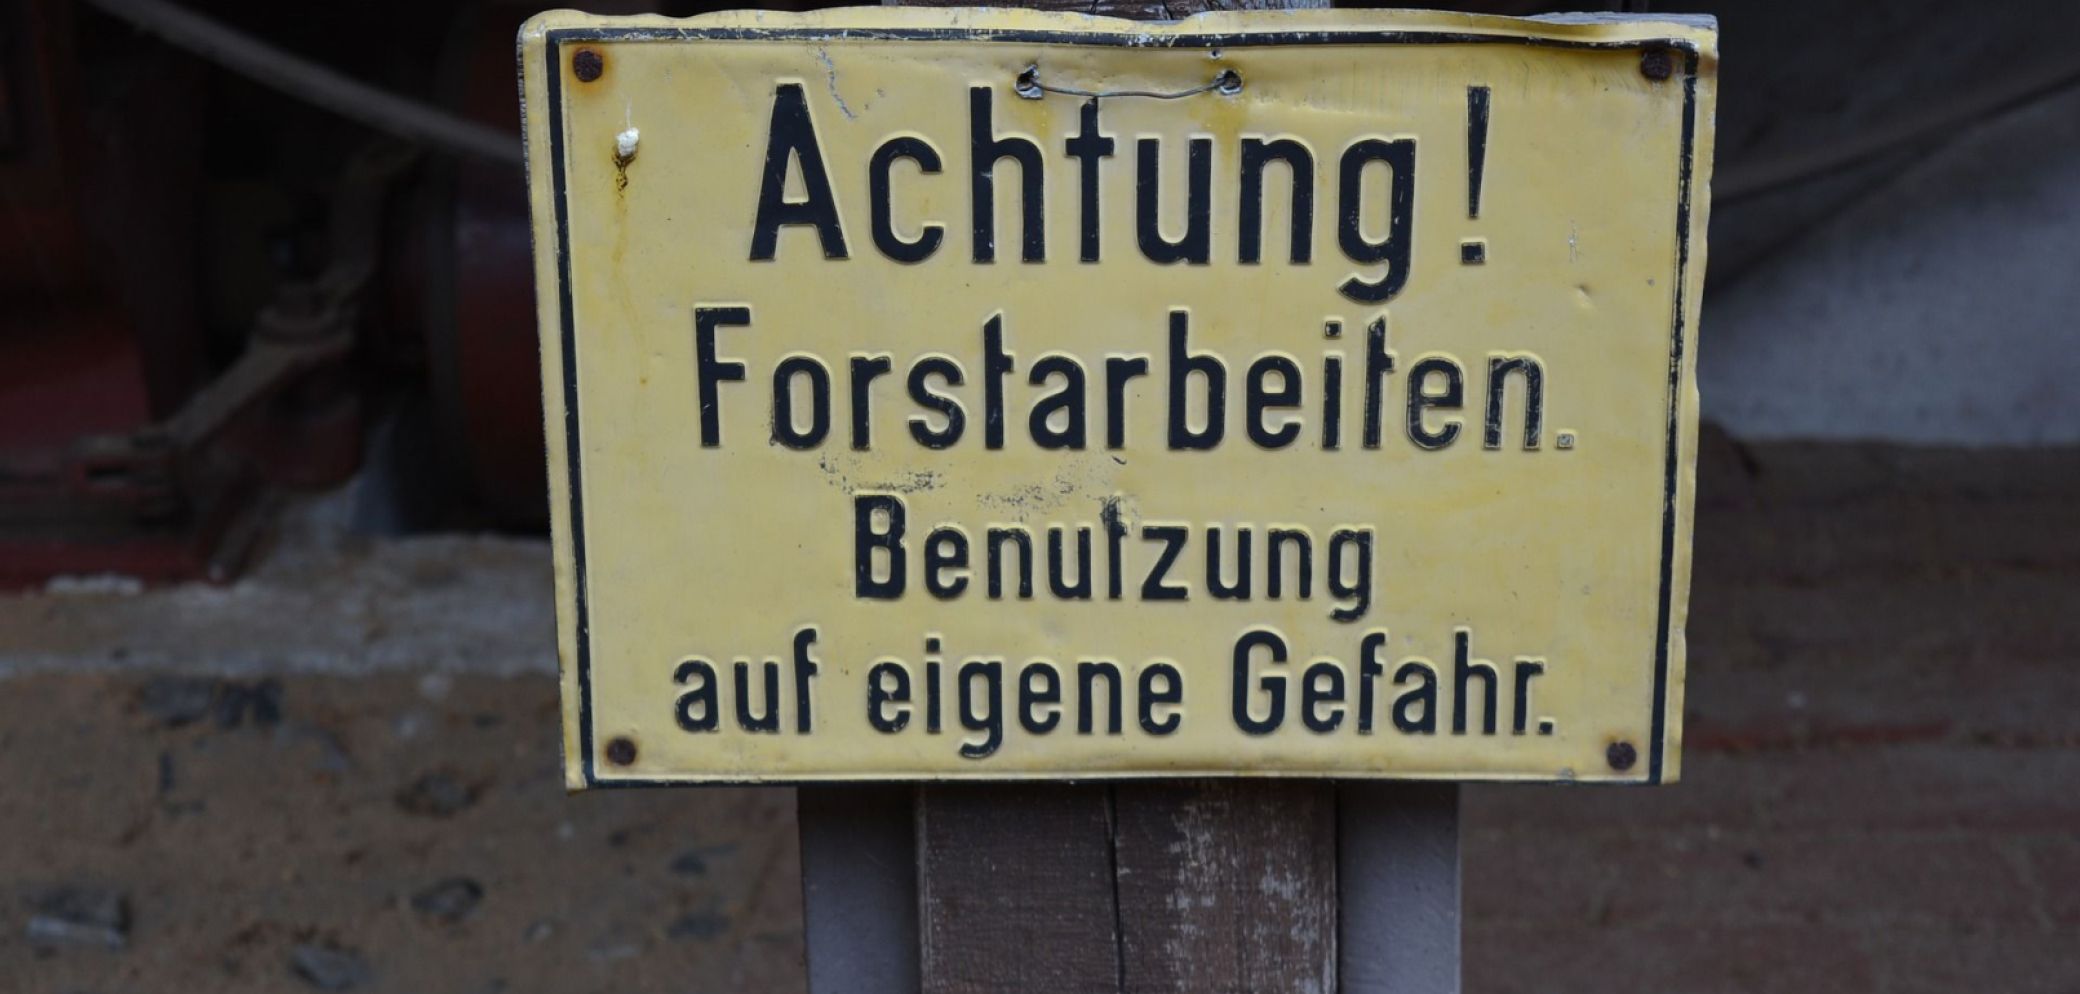 Achtung!
Forstarbeiten.
Benutzung
auf eigene Gefahr.